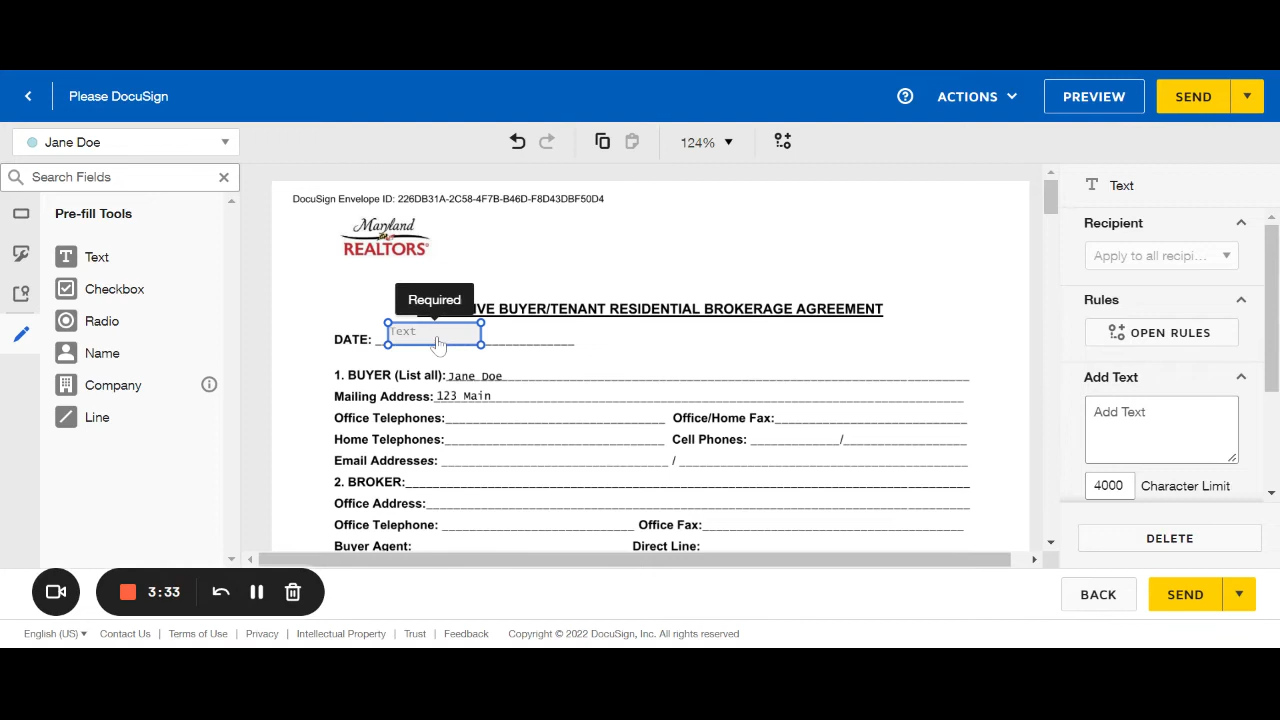 Please DocuSign
ACTIONS
PREVIEW
SEND
Jane Doe
124%
Search Fields
Pre-fill Tools
Text
Checkbox
Radio
Name
Company
Line
DocuSign Envelope ID: 226DB31A-2C58-4F7B-B46D-F8D43DBF50D4
Maryland
REALTORS®
Required
IVE BUYER/TENANT RESIDENTIAL BROKERAGE AGREEMENT
DATE: Text
1. BUYER (List all): Jane Doe
Mailing Address: 123 Main
Office Telephones: Office/Home Fax:
Home Telephones: Cell Phones: /
Email Addresses: /
2. BROKER:
Office Address:
Office Telephone: Office Fax:
Buyer Agent: Direct Line:
Text
Recipient
Apply to all recipi...
Rules
OPEN RULES
Add Text
Add Text
4000 Character Limit
DELETE
3:33
BACK
SEND
English (US) Contact Us | Terms of Use | Privacy | Intellectual Property | Trust | Feedback Copyright © 2022 DocuSign, Inc. All rights reserved